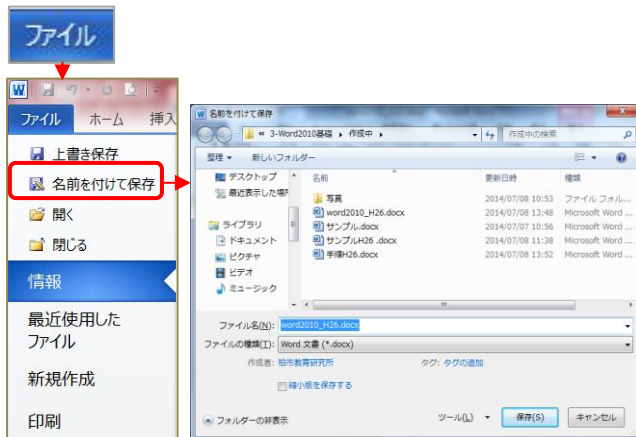 ファイル
ファイル ホーム 挿入
上書き保存
名前を付けて保存
開く
閉じる
情報
最近使用した
ファイル
新規作成
印刷
名前を付けて保存
« 3-Word2010基礎 ▸ 作成中 ▸
作成中の検索
整理 ▾ 新しいフォルダー
デスクトップ
最近表示した場所
ライブラリ
ドキュメント
ピクチャ
ビデオ
ミュージック
名前 更新日時 種類
写真 2014/07/08 10:53 ファイル フォル...
word2010_H26.docx 2014/07/08 13:48 Microsoft Word ...
サンプル.docx 2014/07/07 10:56 Microsoft Word ...
サンプルH26 .docx 2014/07/08 11:38 Microsoft Word ...
手順H26.docx 2014/07/08 13:52 Microsoft Word ...
ファイル名(N): word2010_H26.docx
ファイルの種類(T): Word 文書 (*.docx)
作成者: 柏市教育研究所 タグ: タグの追加
縮小版を保存する
フォルダーの非表示 ツール(L) ▾ 保存(S) キャンセル